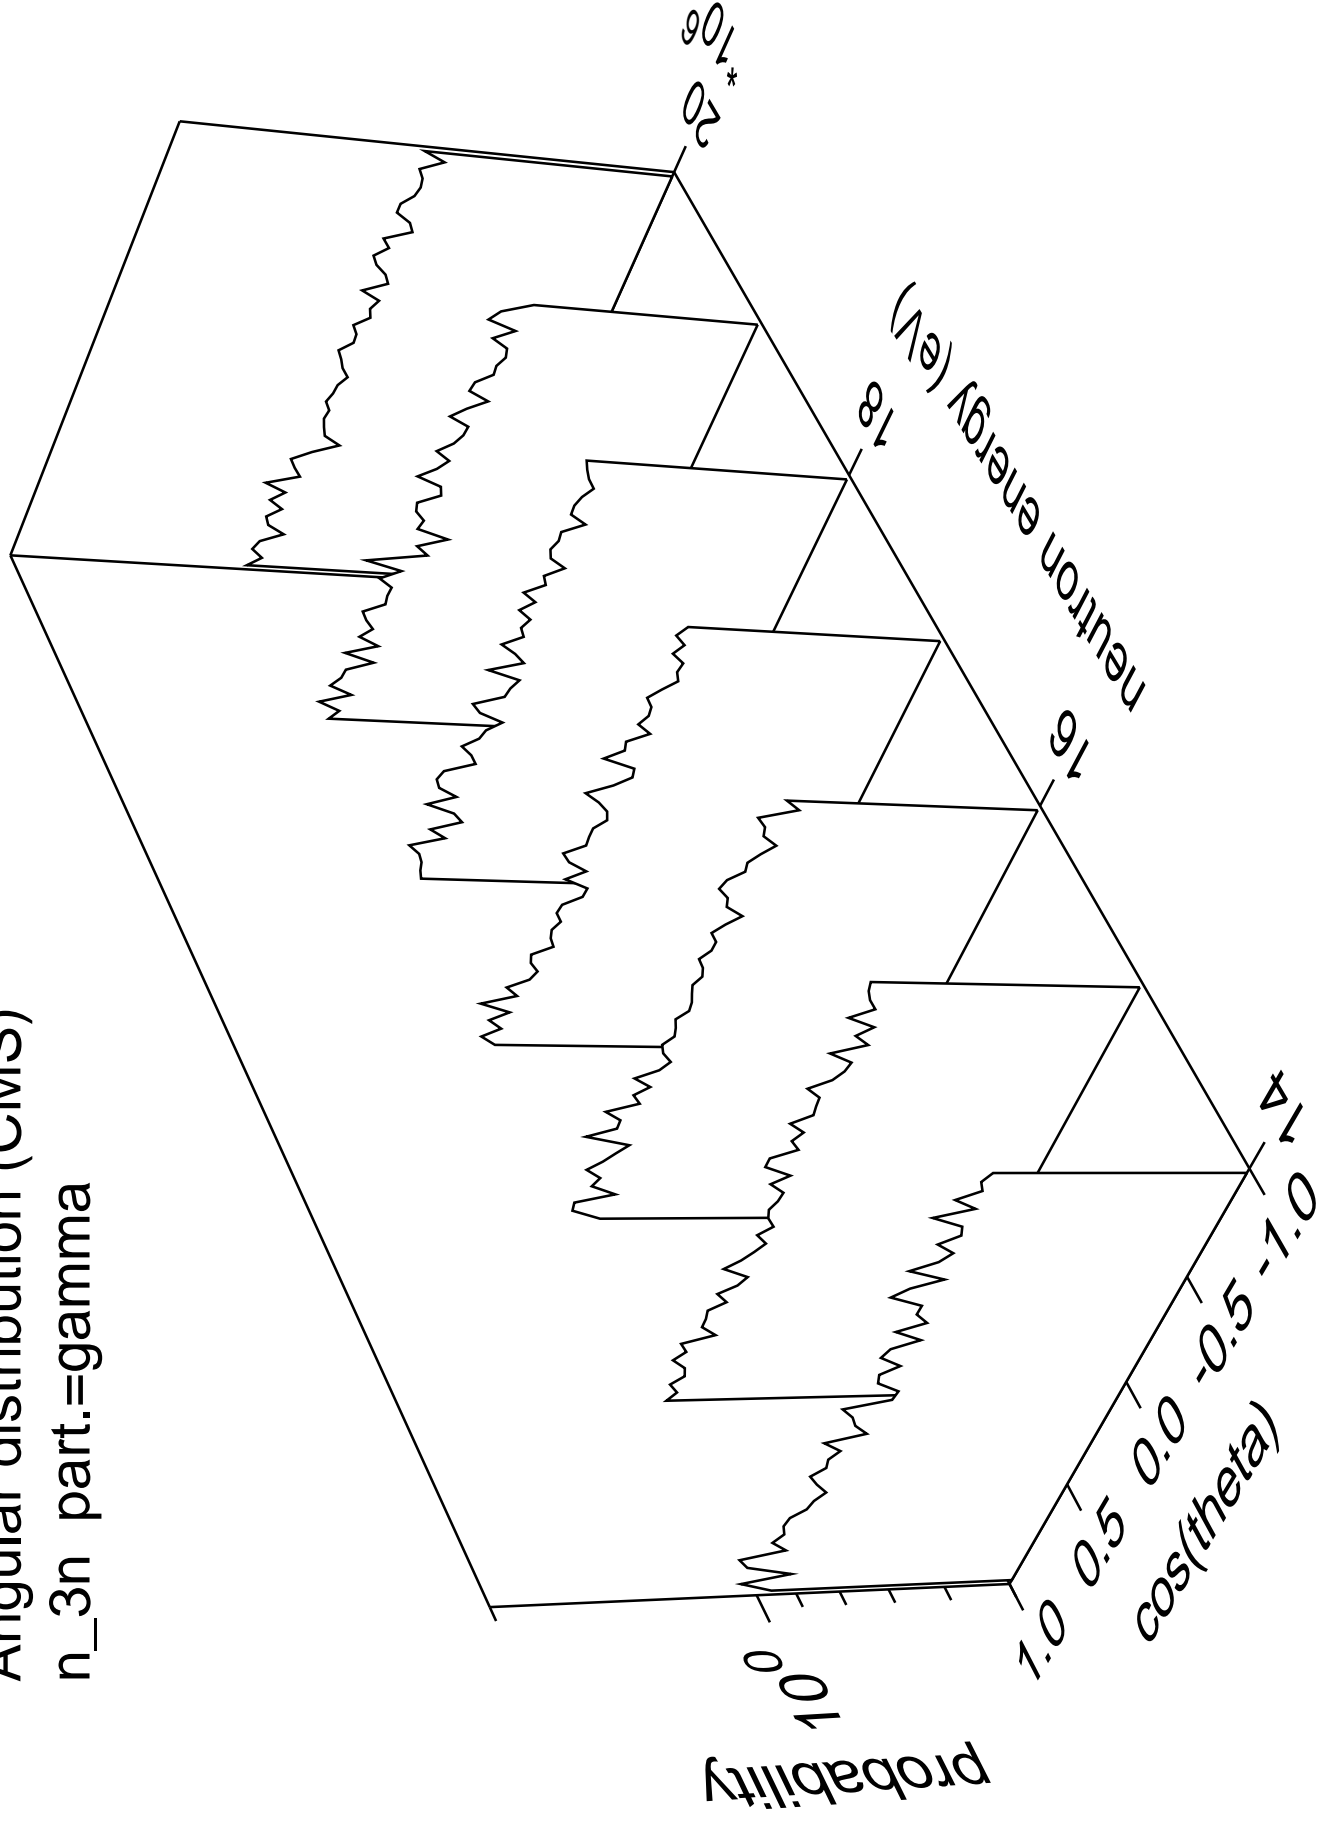 Angular distribution (CMS)
n_3n part.=gamma
probability
10 0
1.0 0.5 0.0 -0.5 -1.0
cos(theta)
14 16 18 20
* 10 6
neutron energy (eV)